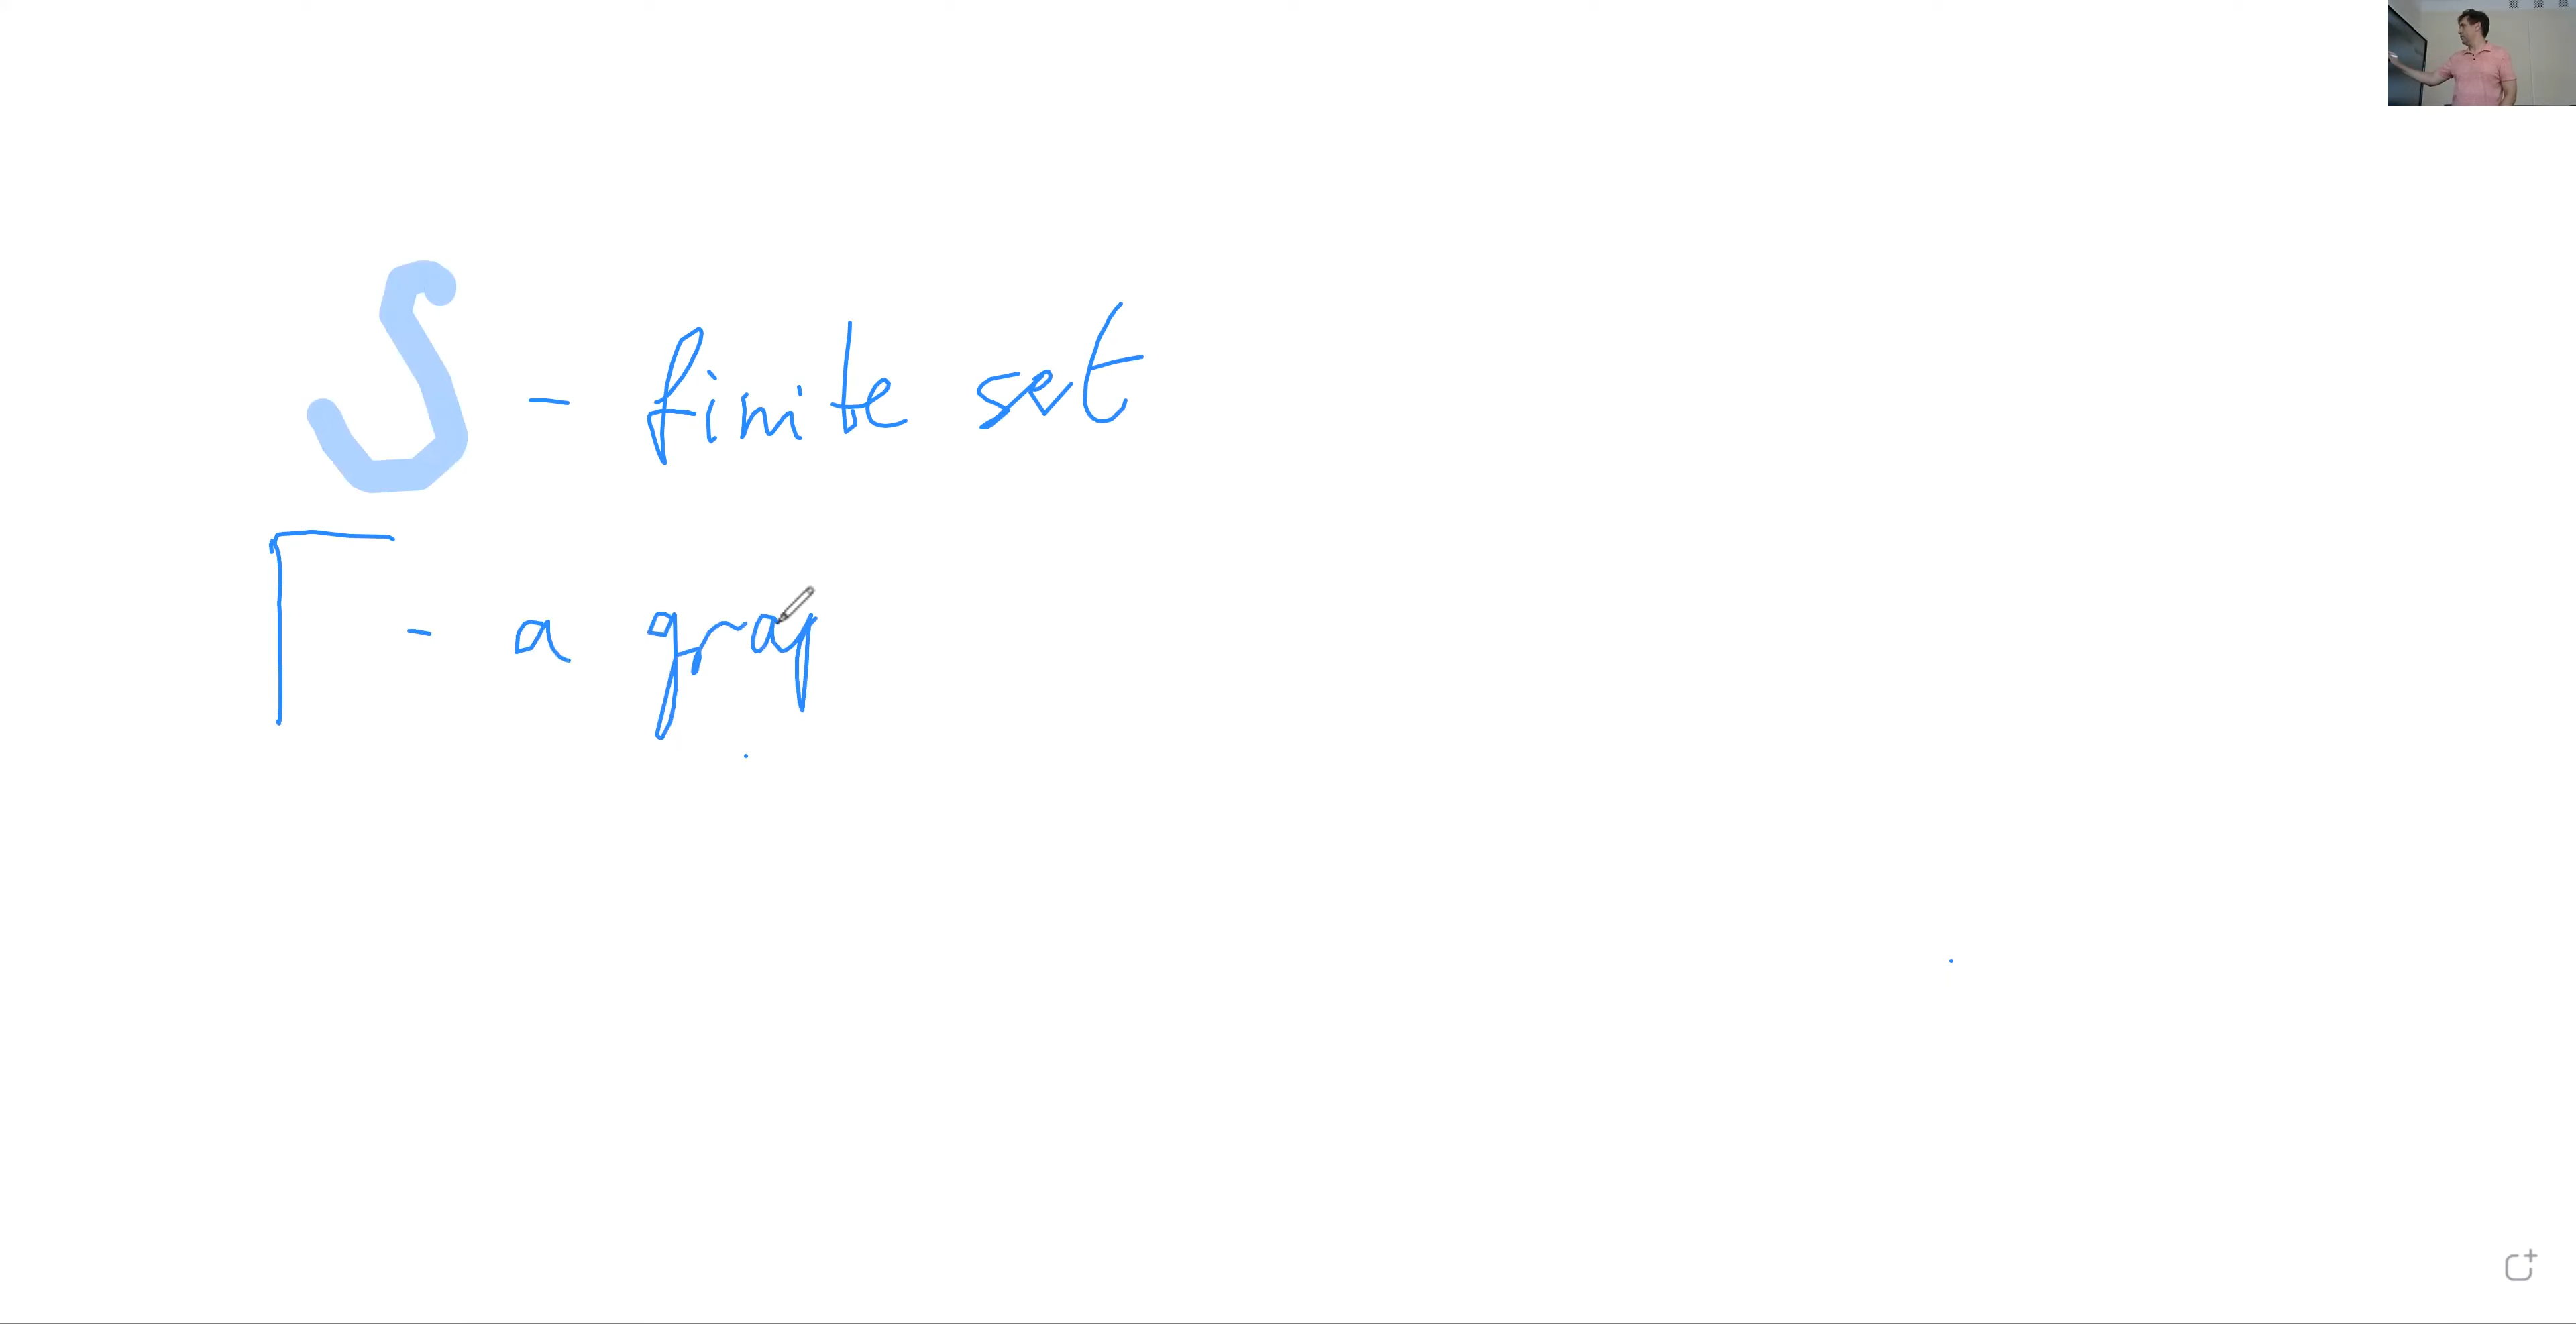 S - finite set
Γ - a grap